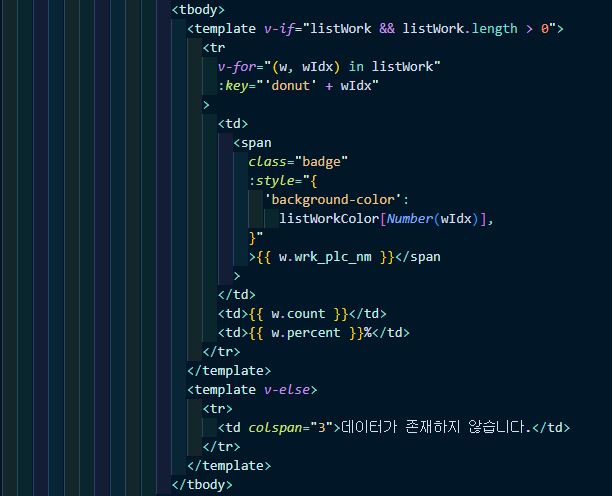 <tbody>
<template v-if="listWork && listWork.length > 0">
<tr
v-for="(w, wIdx) in listWork"
:key="'donut' + wIdx"
>
<td>
<span
class="badge"
:style="{
'background-color':
listWorkColor[Number(wIdx)],
}"
>{{ w.wrk_plc_nm }}</span
>
</td>
<td>{{ w.count }}</td>
<td>{{ w.percent }}%</td>
</tr>
</template>
<template v-else>
<tr>
<td colspan="3">데이터가 존재하지 않습니다.</td>
</tr>
</template>
</tbody>